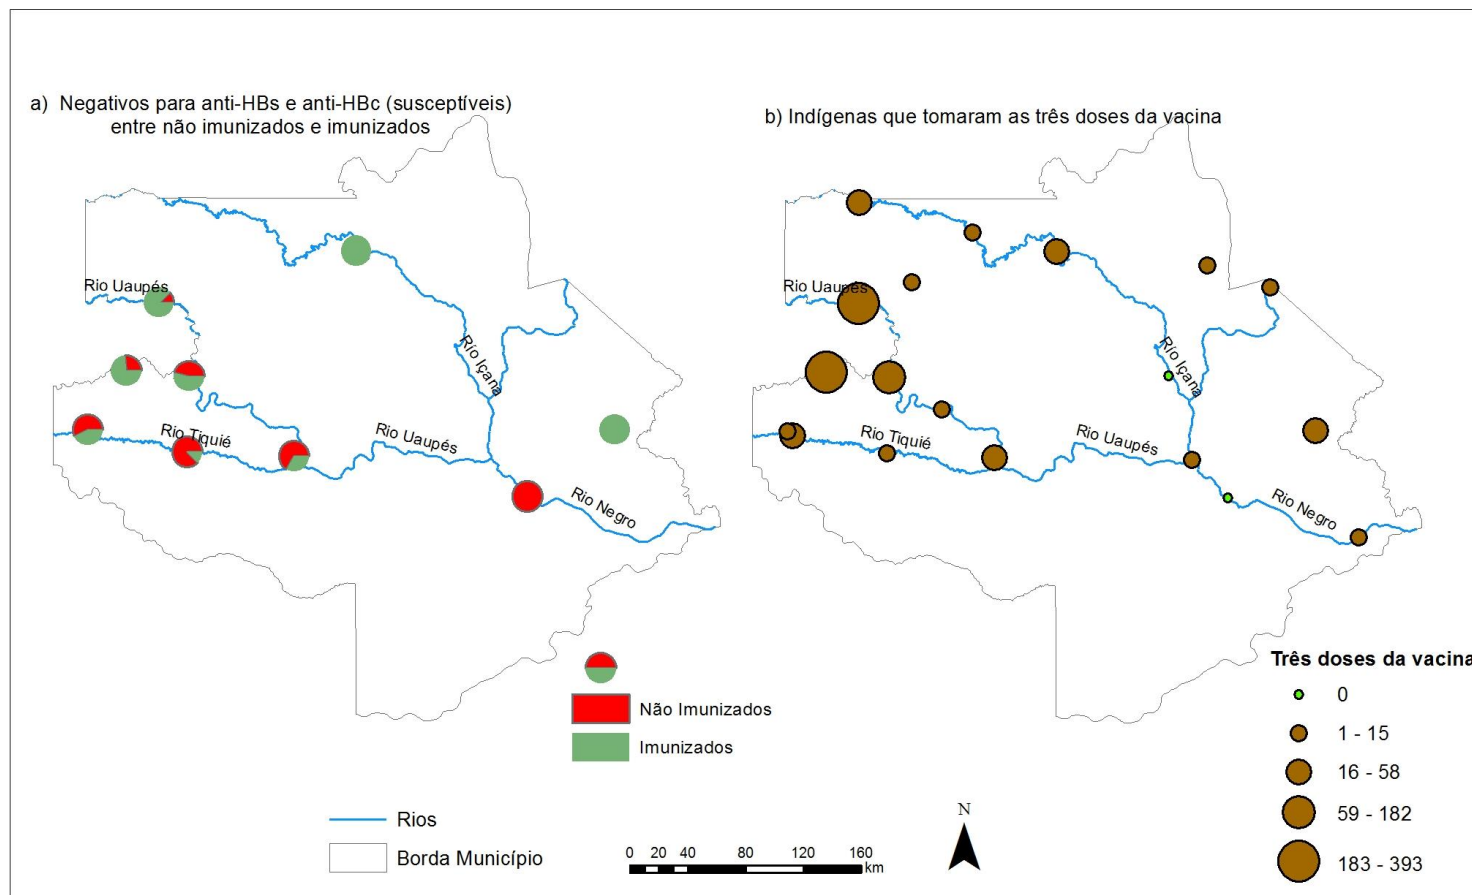 a) Negativos para anti-HBs e anti-HBc (susceptíveis)
entre não imunizados e imunizados
b) Indígenas que tomaram as três doses da vacina
Rio Uaupés
Rio Içana
Rio Tiquié
Rio Uaupés
Rio Negro
Rio Uaupés
Río Içana
Rio Tiquié
Rio Uaupés
Rio Negro
Não Imunizados
Imunizados
Rios
Borda Município
0 20 40 80 120 160
km
N
Três doses da vacina
0
1 - 15
16 - 58
59 - 182
183 - 393